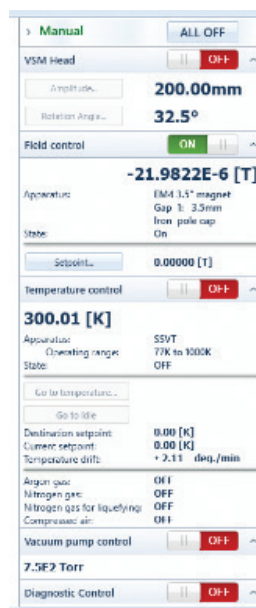 › Manual ALL OFF
VSM Head OFF
Amplitude... 200.00mm
Rotation Angle... 32.5°
Field control ON
-21.9822E-6 [T]
Apparatus: EM4 3.5" magnet
Gap 1: 3.5mm
Iron pole cap
State: On
Setpoint... 0.00000 [T]
Temperature control OFF
300.01 [K]
Apparatus: SSVT
Operating range: 77K to 1000K
State: OFF
Go to temperature...
Go to Idle
Destination setpoint: 0.00 [K]
Current setpoint: 0.00 [K]
Temperature drift: +2.11 deg./min
Argon gas: OFF
Nitrogen gas: OFF
Nitrogen gas for liquefying: OFF
Compressed air: OFF
Vacuum pump control OFF
7.5E2 Torr
Diagnostic Control OFF